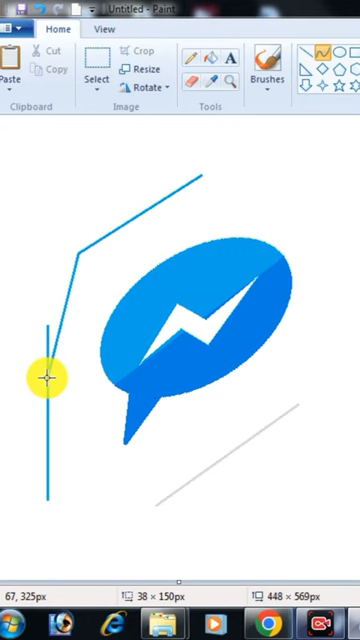 Untitled - Paint
Home View
Paste
Cut
Copy
Clipboard
Select
Crop
Resize
Rotate
Image
A
Tools
Brushes
67, 325px 38 × 150px 448 × 569px